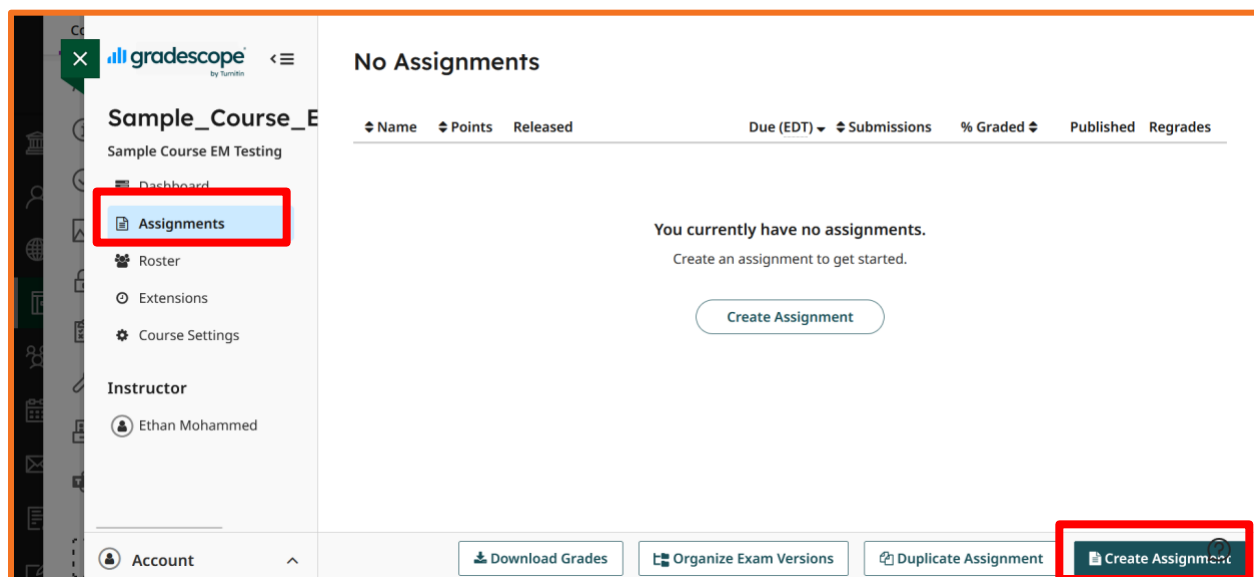 Co
gradescope
by Turnitin
Sample_Course_E
Sample Course EM Testing
Dashboard
Assignments
Roster
Extensions
Course Settings
Instructor
Ethan Mohammed
Account
No Assignments
Name Points Released Due (EDT) Submissions % Graded Published Regrades
You currently have no assignments.
Create an assignment to get started.
Create Assignment
Download Grades Organize Exam Versions Duplicate Assignment Create Assignment